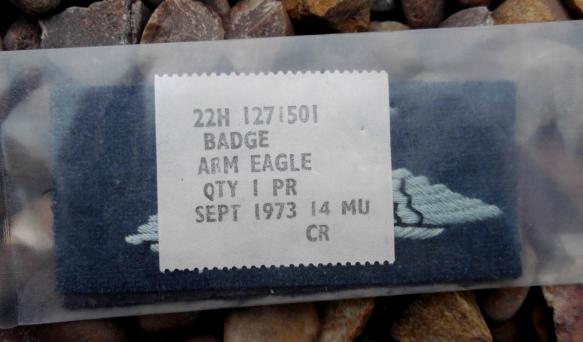 22H 1271501
BADGE
ARM EAGLE
QTY 1 PR
SEPT 1973 14 MU
CR